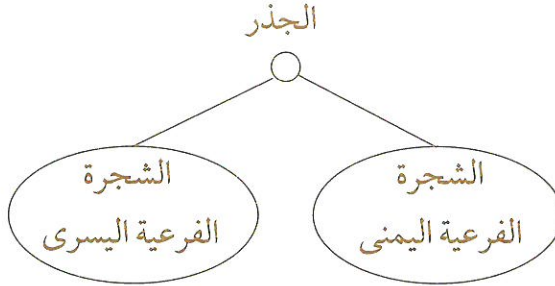 الجذر
الشجرة
الفرعية اليمنى
الشجرة
الفرعية اليسرى